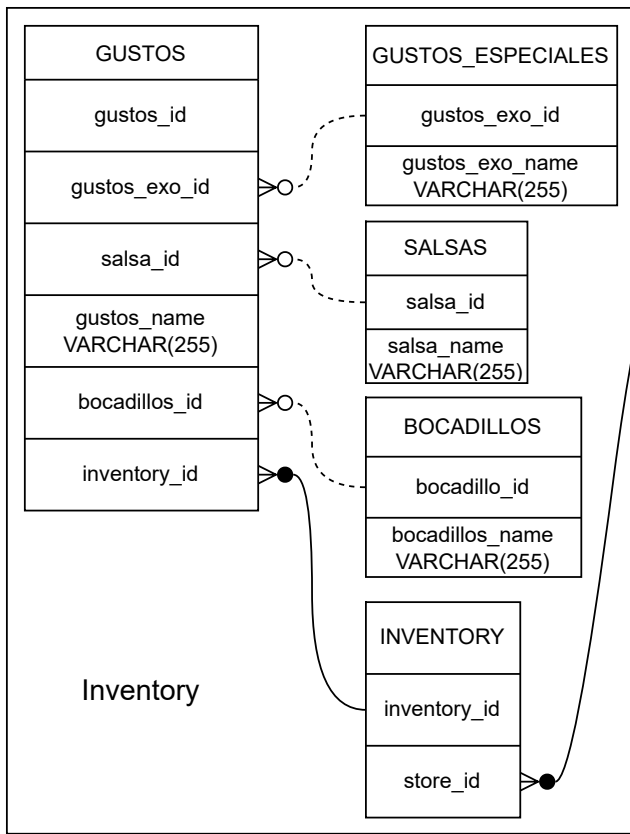 GUSTOS
gustos_id
gustos_exo_id
salsa_id
gustos_name
VARCHAR(255)
bocadillos_id
inventory_id
GUSTOS_ESPECIALES
gustos_exo_id
gustos_exo_name
VARCHAR(255)
SALSAS
salsa_id
salsa_name
VARCHAR(255)
BOCADILLOS
bocadillo_id
bocadillos_name
VARCHAR(255)
INVENTORY
inventory_id
store_id
Inventory